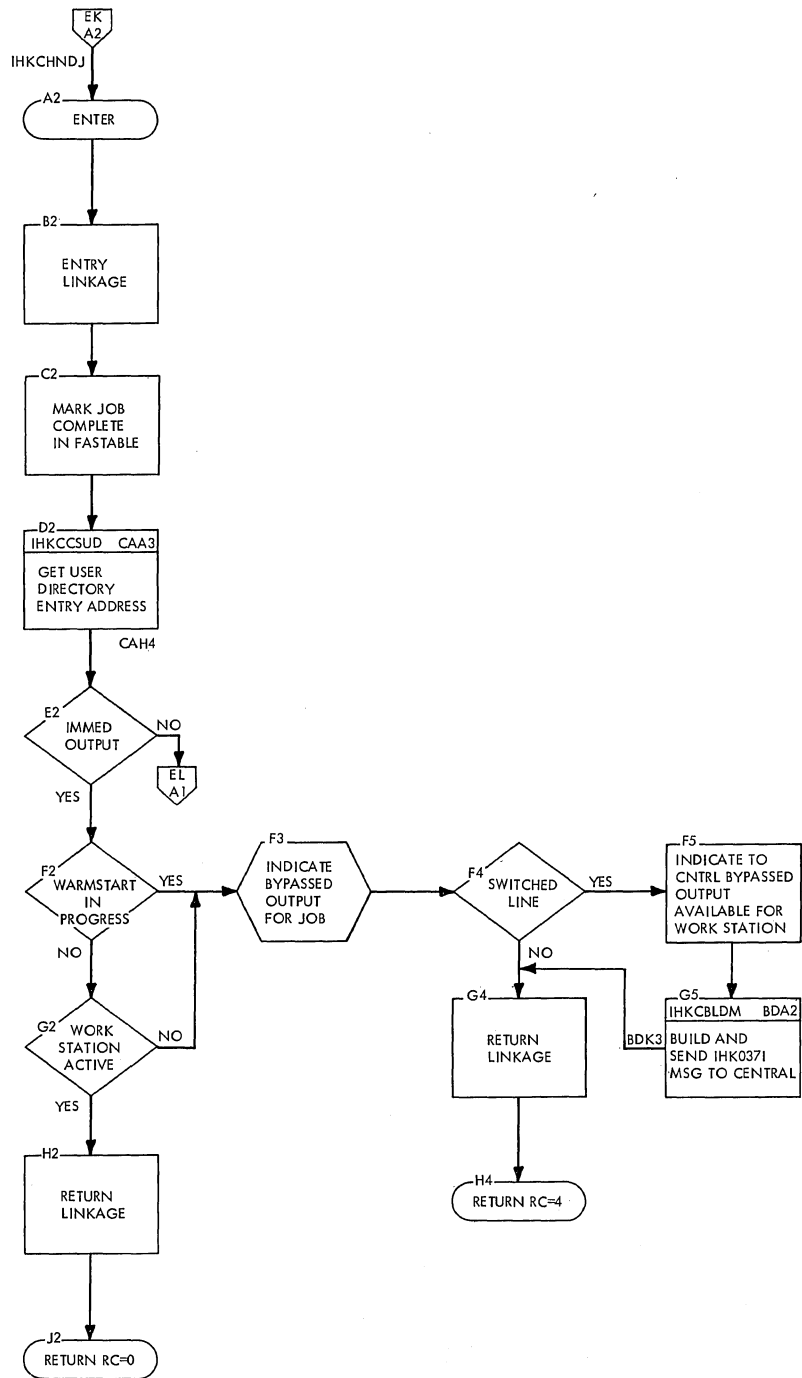 EK
A2
IHKCHNDJ
A2
ENTER
B2
ENTRY
LINKAGE
C2
MARK JOB
COMPLETE
IN FASTABLE
D2
IHKCCSUD CAA3
GET USER
DIRECTORY
ENTRY ADDRESS
CAH4
E2
IMMED
OUTPUT
NO
EL
A1
YES
F2
WARMSTART
IN
PROGRESS
YES
NO
F3
INDICATE
BYPASSED
OUTPUT
FOR JOB
F4
SWITCHED
LINE
YES
NO
F5
INDICATE TO
CNTRL BYPASSED
OUTPUT
AVAILABLE FOR
WORK STATION
G2
WORK
STATION
ACTIVE
NO
YES
G4
RETURN
LINKAGE
BDK3
G5
IHKCBLDM BDA2
BUILD AND
SEND IHK037I
MSG TO CENTRAL
H2
RETURN
LINKAGE
H4
RETURN RC=4
J2
RETURN RC=0